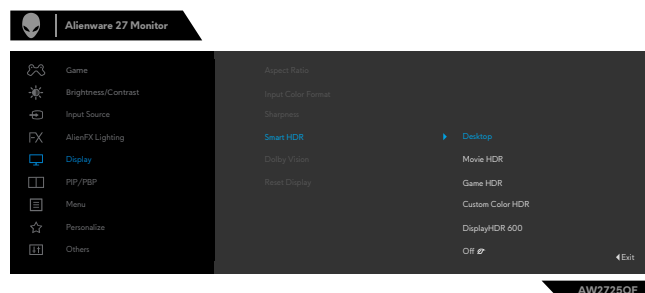 Alienware 27 Monitor
Game
Brightness/Contrast
Input Source
AlienFX Lighting
Display
PIP/PBP
Menu
Personalize
Others
Aspect Ratio
Input Color Format
Sharpness
Smart HDR
Dolby Vision
Reset Display
Desktop
Movie HDR
Game HDR
Custom Color HDR
DisplayHDR 600
Off
Exit
AW2725QF